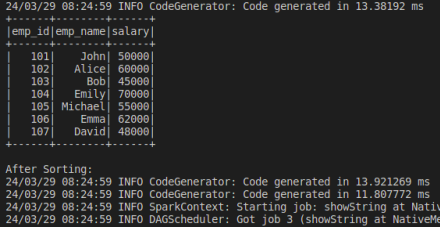 24/03/29 08:24:59 INFO CodeGenerator: Code generated in 13.38192 ms
+------+--------+------+
|emp_id|emp_name|salary|
+------+--------+------+
|   101|    John| 50000|
|   102|   Alice| 60000|
|   103|     Bob| 45000|
|   104|   Emily| 70000|
|   105| Michael| 55000|
|   106|    Emma| 62000|
|   107|   David| 48000|
+------+--------+------+
After Sorting:
24/03/29 08:24:59 INFO CodeGenerator: Code generated in 13.921269 ms
24/03/29 08:24:59 INFO CodeGenerator: Code generated in 11.807772 ms
24/03/29 08:24:59 INFO SparkContext: Starting job: showString at Nativ
24/03/29 08:24:59 INFO DAGScheduler: Got job 3 (showString at NativeMe